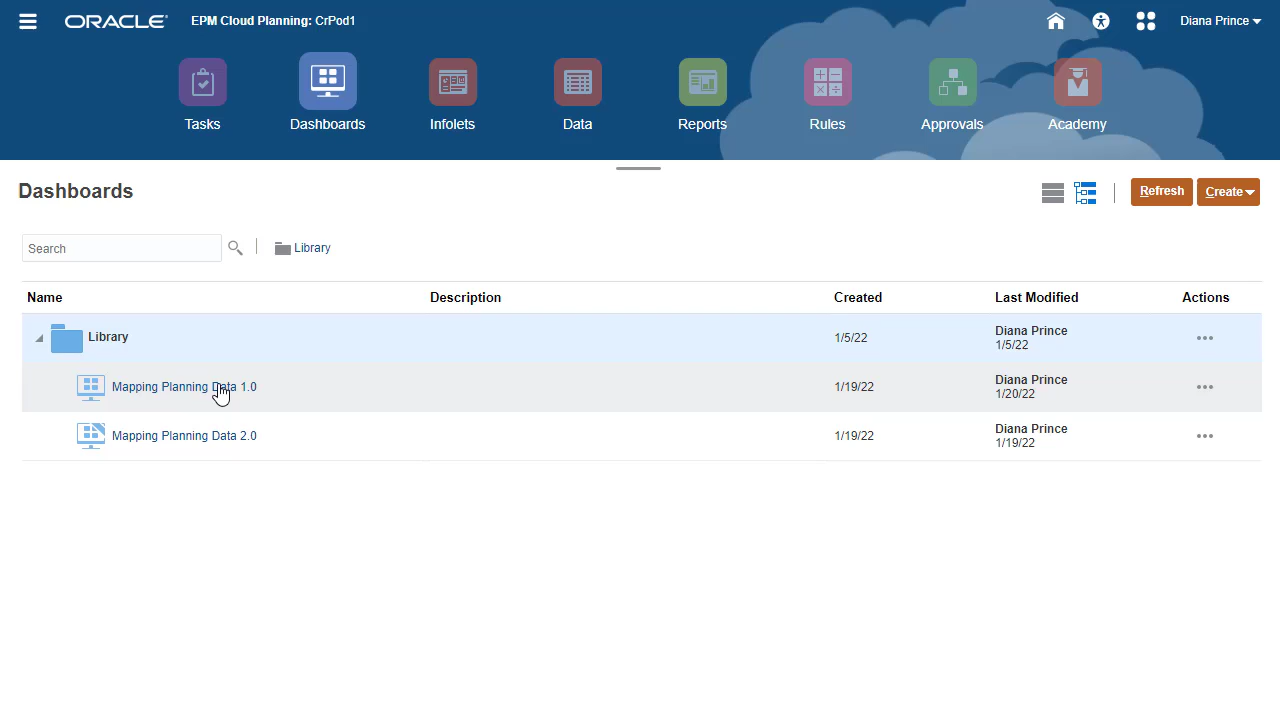 ORACLE EPM Cloud Planning: CrPod1 Diana Prince
Tasks Dashboards Infolets Data Reports Rules Approvals Academy
Dashboards
Refresh Create
Search Library
Name Description Created Last Modified Actions
Library 1/5/22 Diana Prince
1/5/22
Mapping Planning Data 1.0 1/19/22 Diana Prince
1/20/22
Mapping Planning Data 2.0 1/19/22 Diana Prince
1/19/22